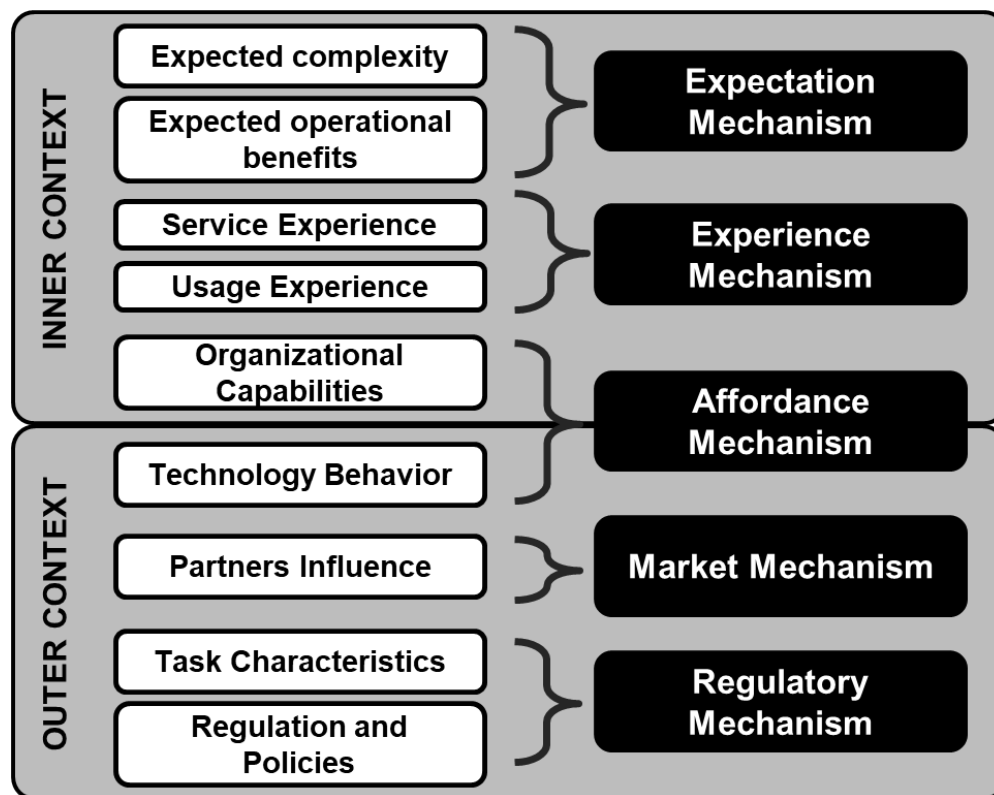 INNER CONTEXT
Expected complexity
Expected operational
benefits
Expectation
Mechanism
Service Experience
Usage Experience
Experience
Mechanism
Organizational
Capabilities
Affordance
Mechanism
OUTER CONTEXT
Technology Behavior
Partners Influence
Market Mechanism
Task Characteristics
Regulation and
Policies
Regulatory
Mechanism